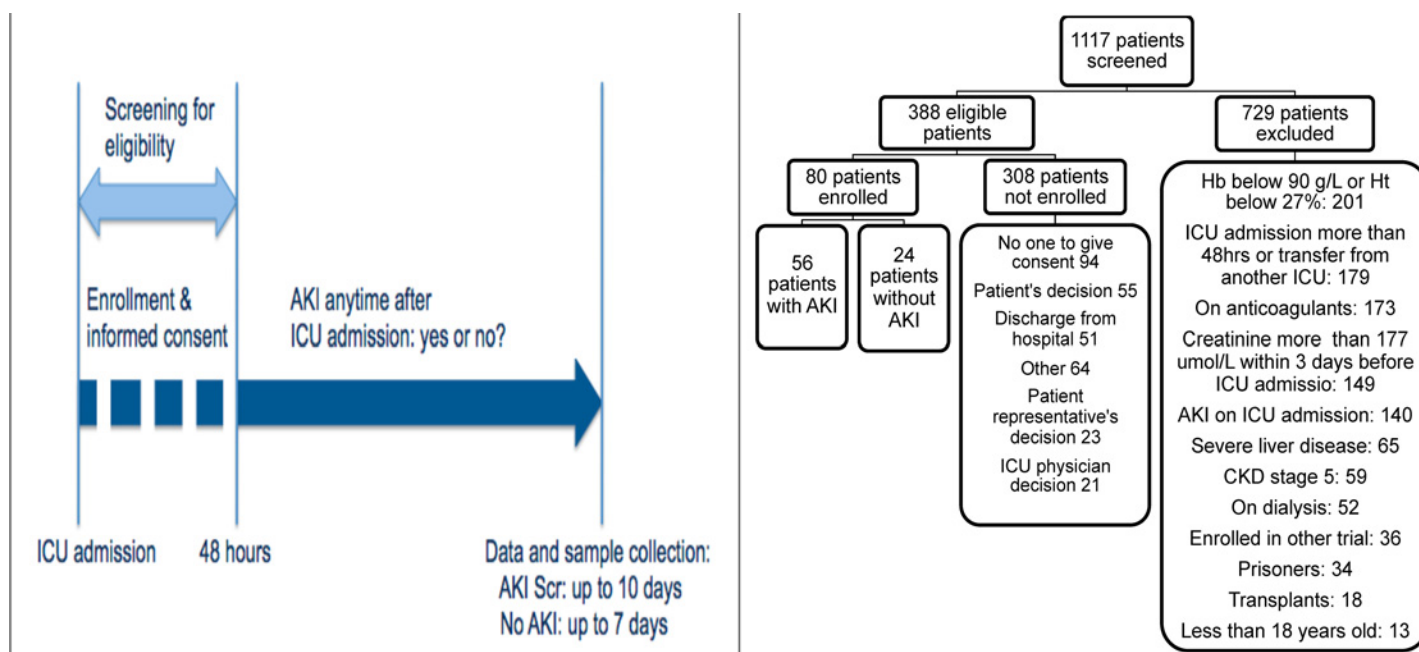 Screening for
eligibility
Enrollment &
informed consent
AKI anytime after
ICU admission: yes or no?
ICU admission
48 hours
Data and sample collection:
AKI Scr: up to 10 days
No AKI: up to 7 days
1117 patients
screened
388 eligible
patients
729 patients
excluded
80 patients
enrolled
308 patients
not enrolled
56
patients
with AKI
24
patients
without
AKI
No one to give
consent 94
Patient's decision 55
Discharge from
hospital 51
Other 64
Patient
representative's
decision 23
ICU physician
decision 21
Hb below 90 g/L or Ht
below 27%: 201
ICU admission more than
48hrs or transfer from
another ICU: 179
On anticoagulants: 173
Creatinine more than 177
umol/L within 3 days before
ICU admissio: 149
AKI on ICU admission: 140
Severe liver disease: 65
CKD stage 5: 59
On dialysis: 52
Enrolled in other trial: 36
Prisoners: 34
Transplants: 18
Less than 18 years old: 13